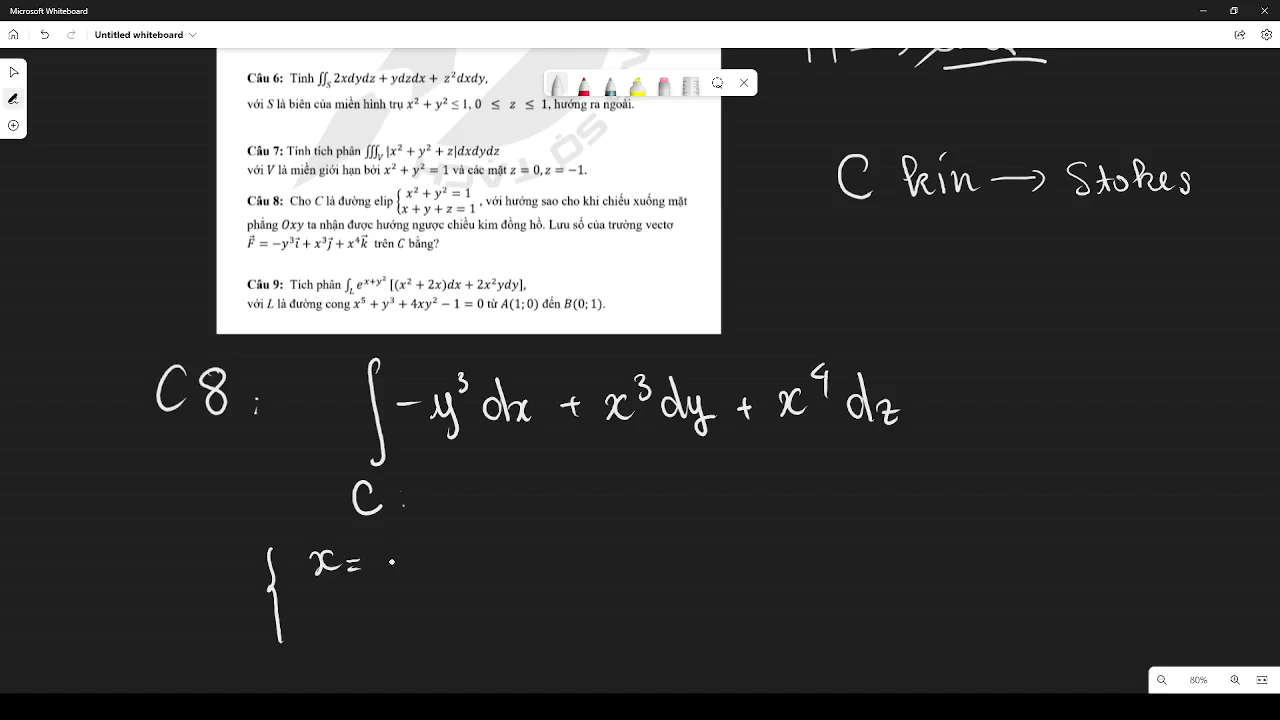 Microsoft Whiteboard
Untitled whiteboard
Câu 6: Tính ∬_S 2xdydz + ydzdx + z²dxdy,
với S là biên của miền hình trụ x² + y² ≤ 1, 0 ≤ z ≤ 1, hướng ra ngoài.
Câu 7: Tính tích phân ∭_V |x² + y² + z|dxdydz
với V là miền giới hạn bởi x² + y² = 1 và các mặt z = 0, z = −1.
Câu 8: Cho C là đường elip { x² + y² = 1
x + y + z = 1 , với hướng sao cho khi chiếu xuống mặt
phẳng Oxy ta nhận được hướng ngược chiều kim đồng hồ. Lưu số của trường vectơ
F⃗ = −y³i⃗ + x³j⃗ + x⁴k⃗ trên C bằng?
Câu 9: Tích phân ∫_L e^{x+y²} [(x² + 2x)dx + 2x²ydy],
với L là đường cong x⁵ + y³ + 4xy² − 1 = 0 từ A(1; 0) đến B(0; 1).
C kín → Stokes
C8 : ∫ −y³ dx + x³ dy + x⁴ dz
C :
{ x =
80%